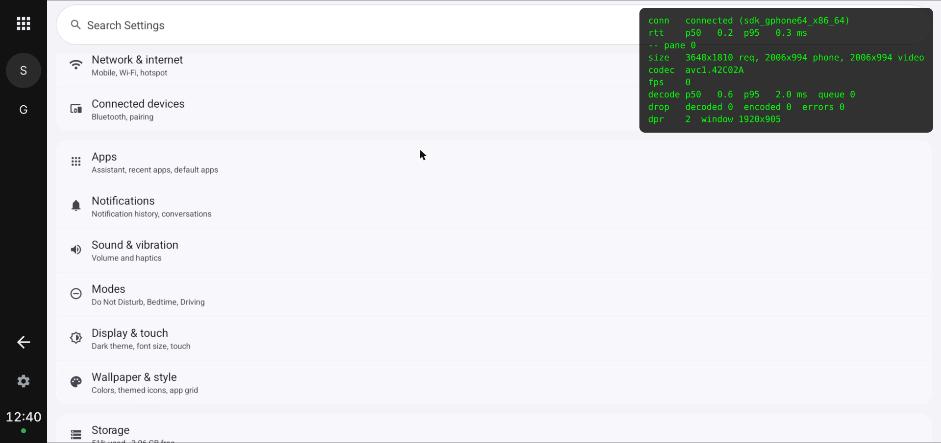 Search Settings
conn connected (sdk_gphone64_x86_64)
rtt p50 0.2 p95 0.3 ms
-- pane 0
size 3640x1810 req, 2006x994 phone, 2006x994 video
codec avc1.42C02A
fps 0
decode p50 0.6 p95 2.0 ms queue 0
drop decoded 0 encoded 0 errors 0
dpr 2 window 1920x905
S
G
Network & internet
Mobile, Wi-Fi, hotspot
Connected devices
Bluetooth, pairing
Apps
Assistant, recent apps, default apps
Notifications
Notification history, conversations
Sound & vibration
Volume and haptics
Modes
Do Not Disturb, Bedtime, Driving
Display & touch
Dark theme, font size, touch
Wallpaper & style
Colors, themed icons, app grid
Storage
12:40